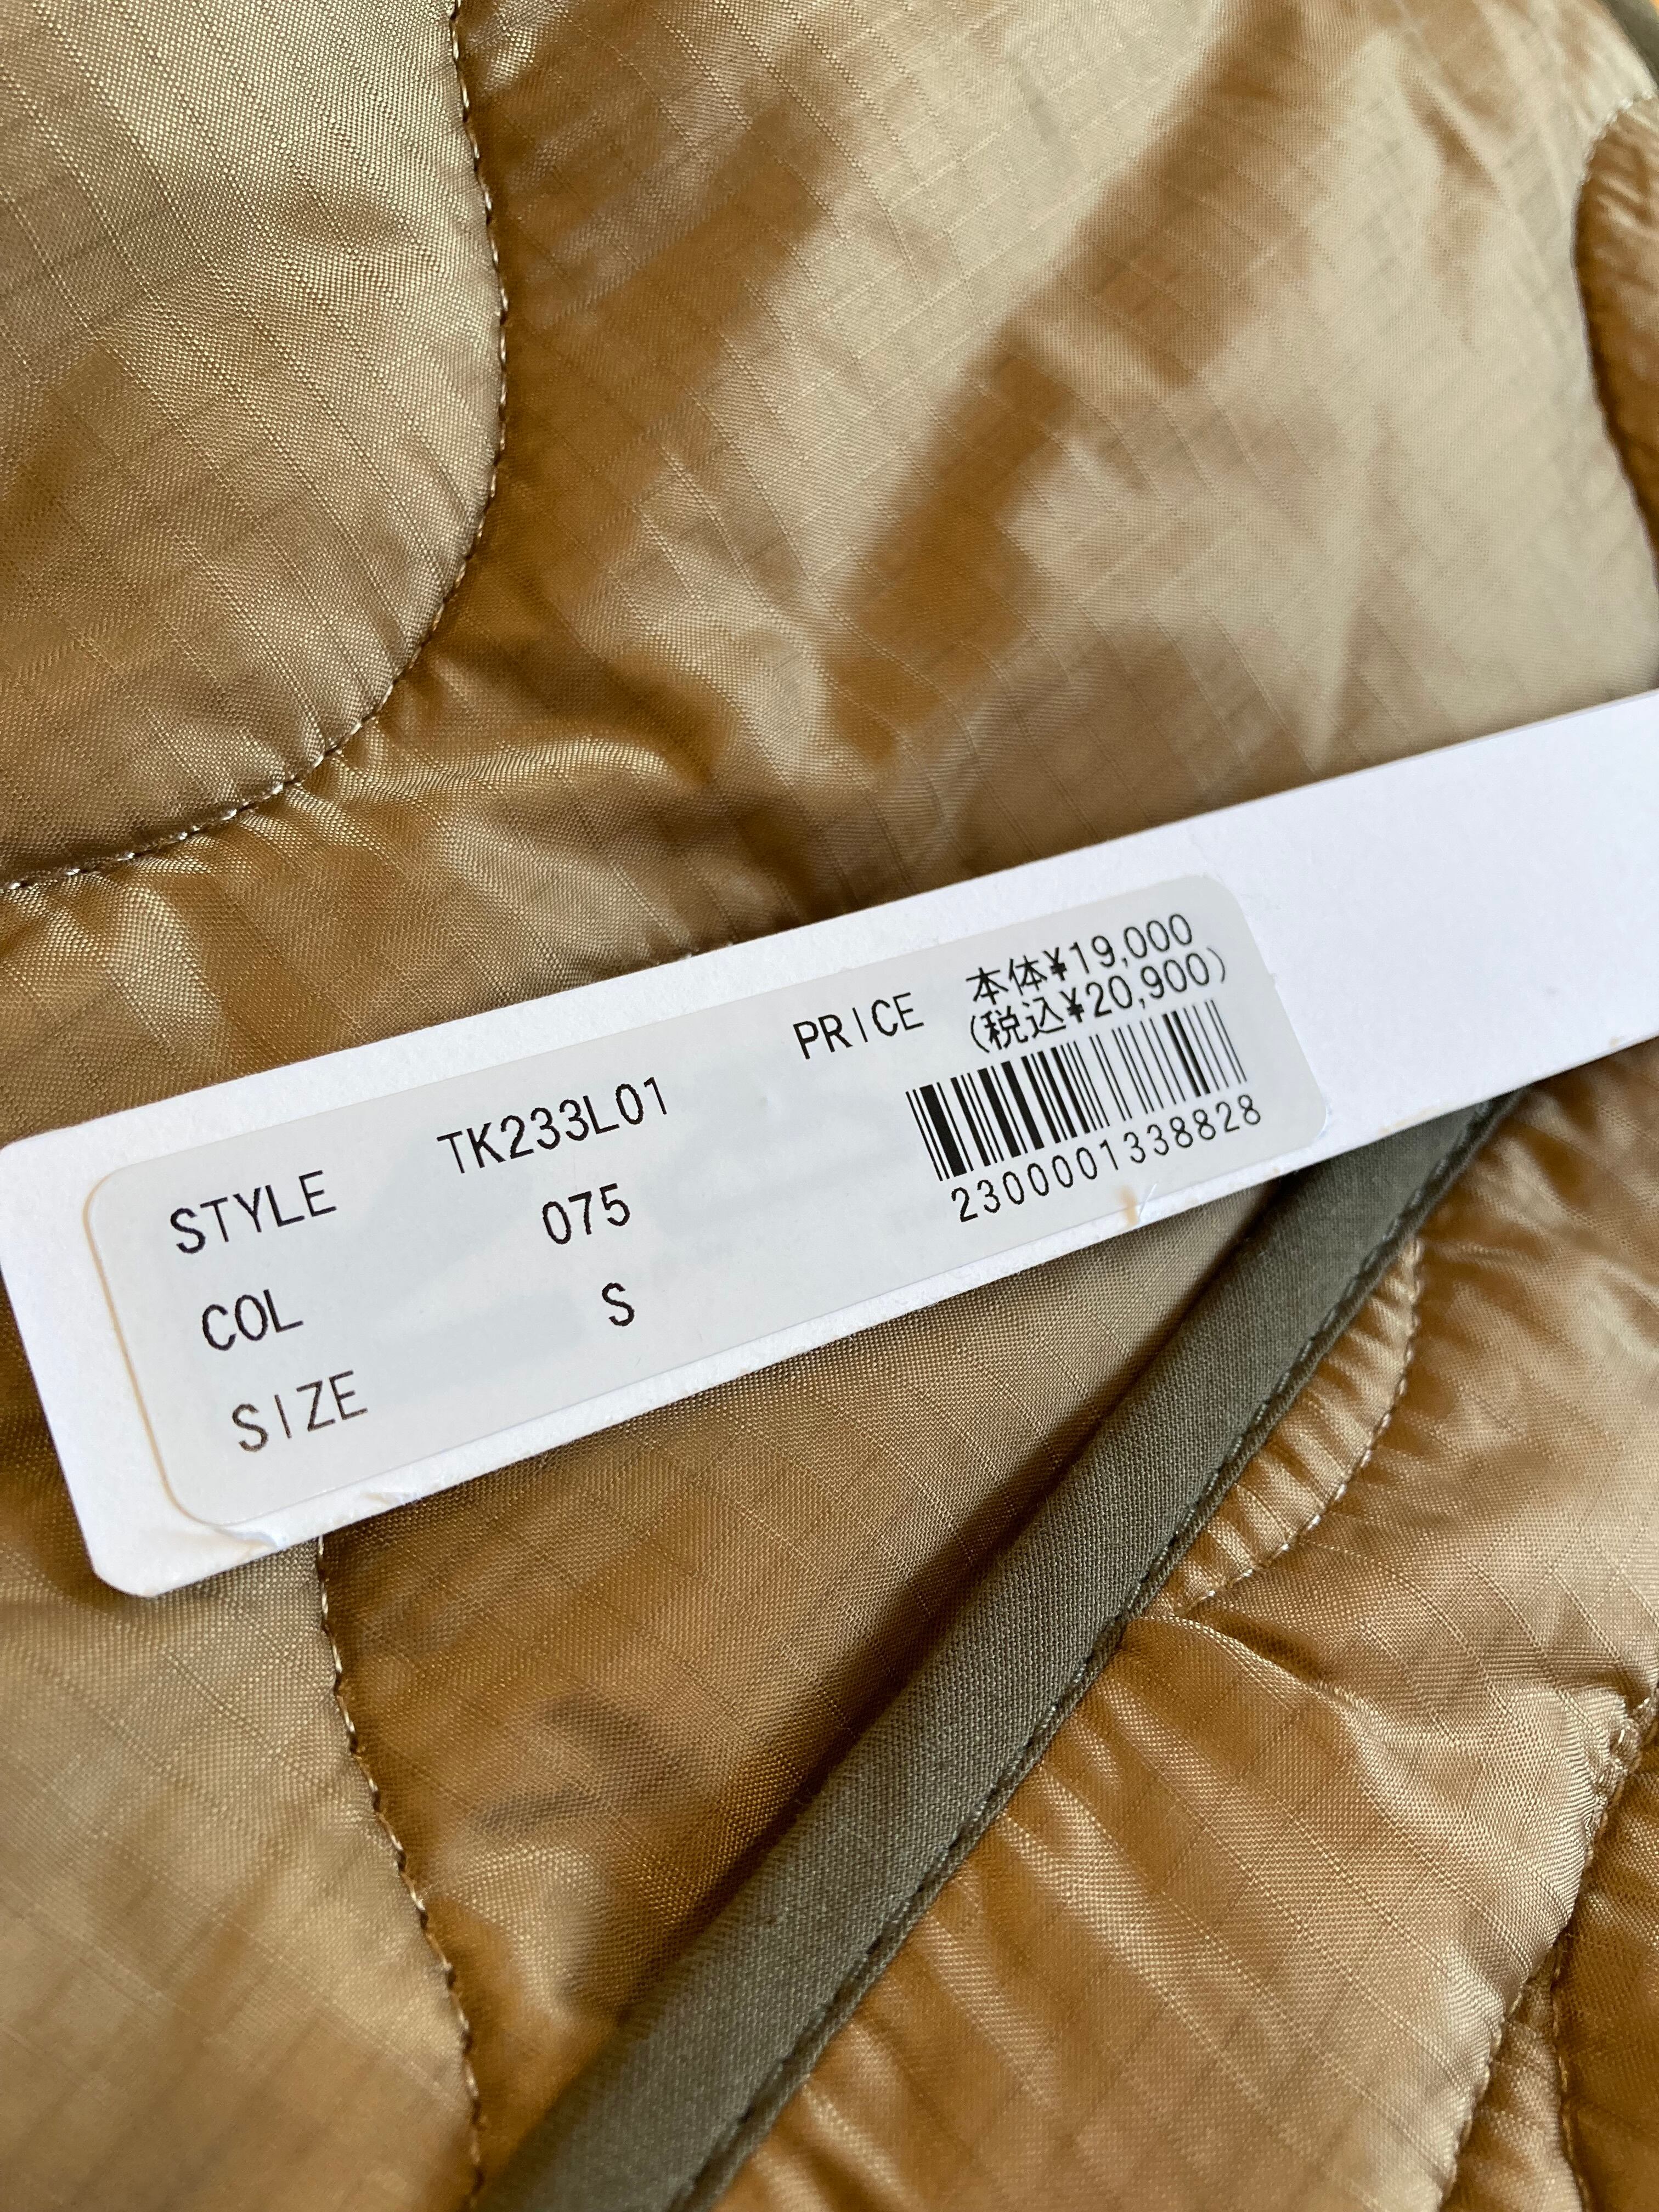 STYLE TK233L01
COL 075
SIZE S
PRICE 本体¥19,000
(税込¥20,900)
2300001338828